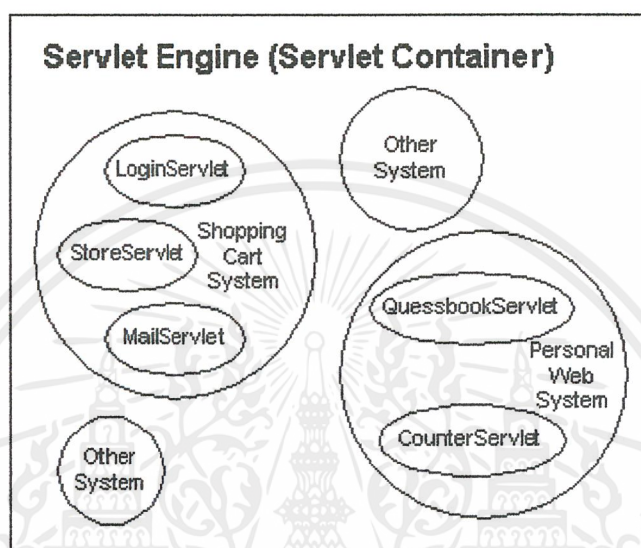 Servlet Engine (Servlet Container)
LoginServlet
StoreServlet
Shopping
Cart
System
MailServlet
Other
System
QuessbookServlet
Personal
Web
System
CounterServlet
Other
System